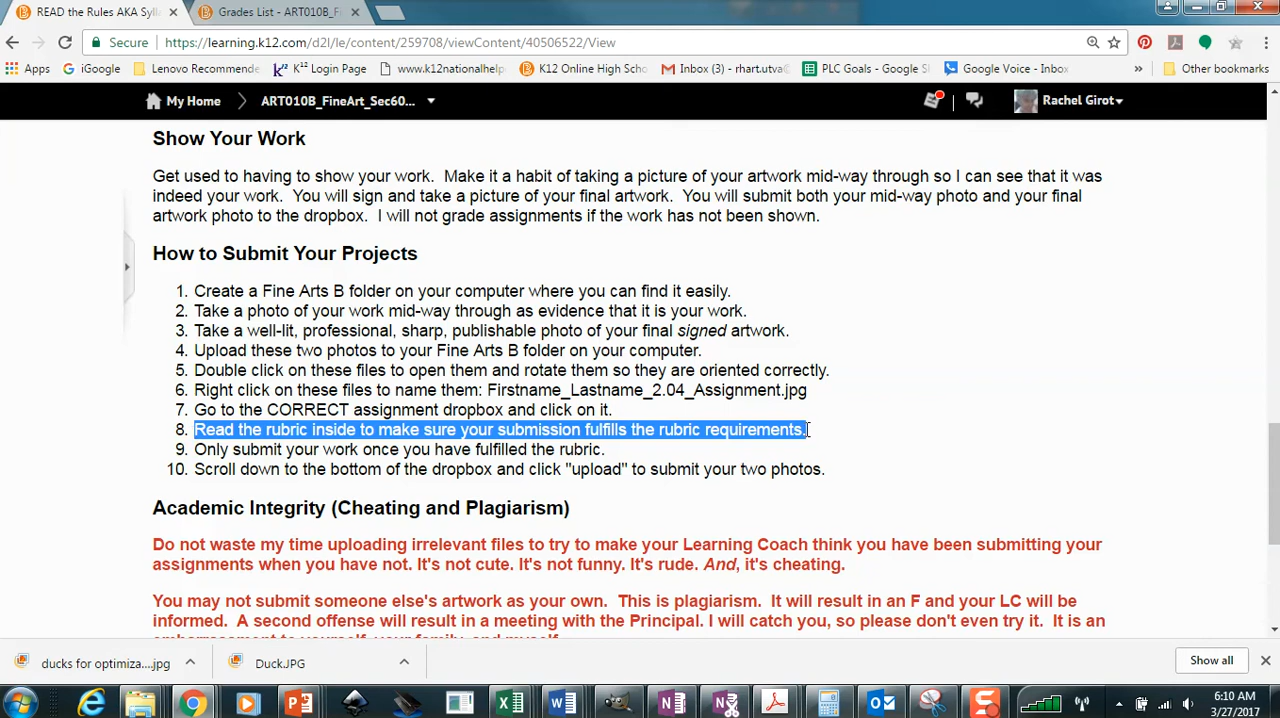 READ the Rules AKA Sylla
Grades List - ART010B_Fi
Secure https://learning.k12.com/d2l/le/content/259708/viewContent/40506522/View
Apps iGoogle Lenovo Recommende K12 Login Page www.k12nationalhelp K12 Online High Scho Inbox - rhart.utva@ PLC Goals - Google Sl Google Voice - Inbox » Other bookmarks
My Home ART010B_FineArt_Sec60... Rachel Girot
Show Your Work
Get used to having to show your work. Make it a habit of taking a picture of your artwork mid-way through so I can see that it was
indeed your work. You will sign and take a picture of your final artwork. You will submit both your mid-way photo and your final
artwork photo to the dropbox. I will not grade assignments if the work has not been shown.
How to Submit Your Projects
1. Create a Fine Arts B folder on your computer where you can find it easily.
2. Take a photo of your work mid-way through as evidence that it is your work.
3. Take a well-lit, professional, sharp, publishable photo of your final signed artwork.
4. Upload these two photos to your Fine Arts B folder on your computer.
5. Double click on these files to open them and rotate them so they are oriented correctly.
6. Right click on these files to name them: Firstname_Lastname_2.04_Assignment.jpg
7. Go to the CORRECT assignment dropbox and click on it.
8. Read the rubric inside to make sure your submission fulfills the rubric requirements.
9. Only submit your work once you have fulfilled the rubric.
10. Scroll down to the bottom of the dropbox and click "upload" to submit your two photos.
Academic Integrity (Cheating and Plagiarism)
Do not waste my time uploading irrelevant files to try to make your Learning Coach think you have been submitting your
assignments when you have not. It's not cute. It's not funny. It's rude. And, it's cheating.
You may not submit someone else's artwork as your own. This is plagiarism. It will result in an F and your LC will be
informed. A second offense will result in a meeting with the Principal. I will catch you, so please don't even try it. It is an
embarrassment to yourself, your family, and myself.
ducks for optimiza....jpg Duck.JPG Show all
6:10 AM
3/27/2017